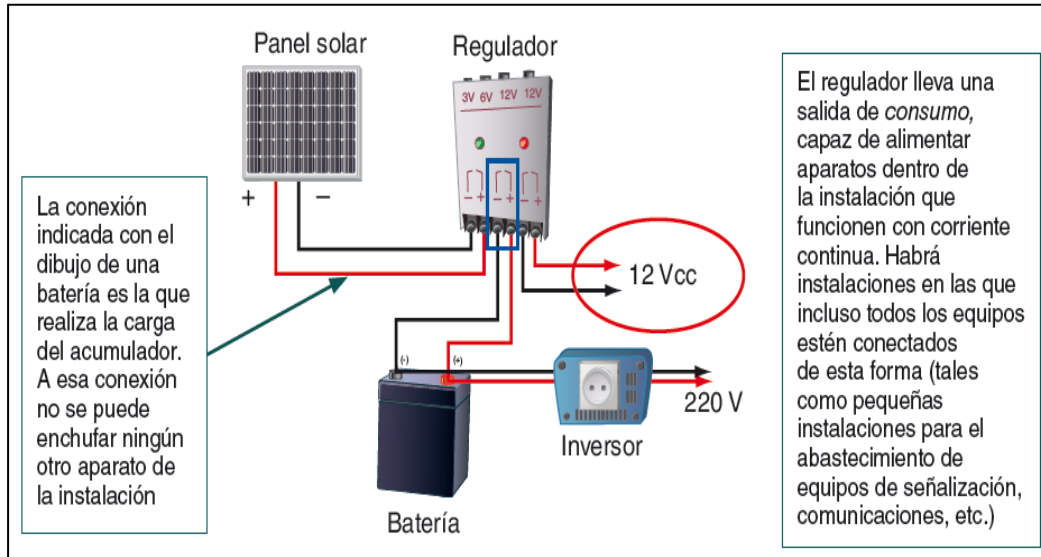 Panel solar
Regulador
3V 6V 12V 12V
+ −
− + − + − +
La conexión
indicada con el
dibujo de una
batería es la que
realiza la carga
del acumulador.
A esa conexión
no se puede
enchufar ningún
otro aparato de
la instalación
12 Vcc
(-) (+)
220 V
Inversor
Batería
El regulador lleva una
salida de consumo,
capaz de alimentar
aparatos dentro de
la instalación que
funcionen con corriente
continua. Habrá
instalaciones en las que
incluso todos los equipos
estén conectados
de esta forma (tales
como pequeñas
instalaciones para el
abastecimiento de
equipos de señalización,
comunicaciones, etc.)